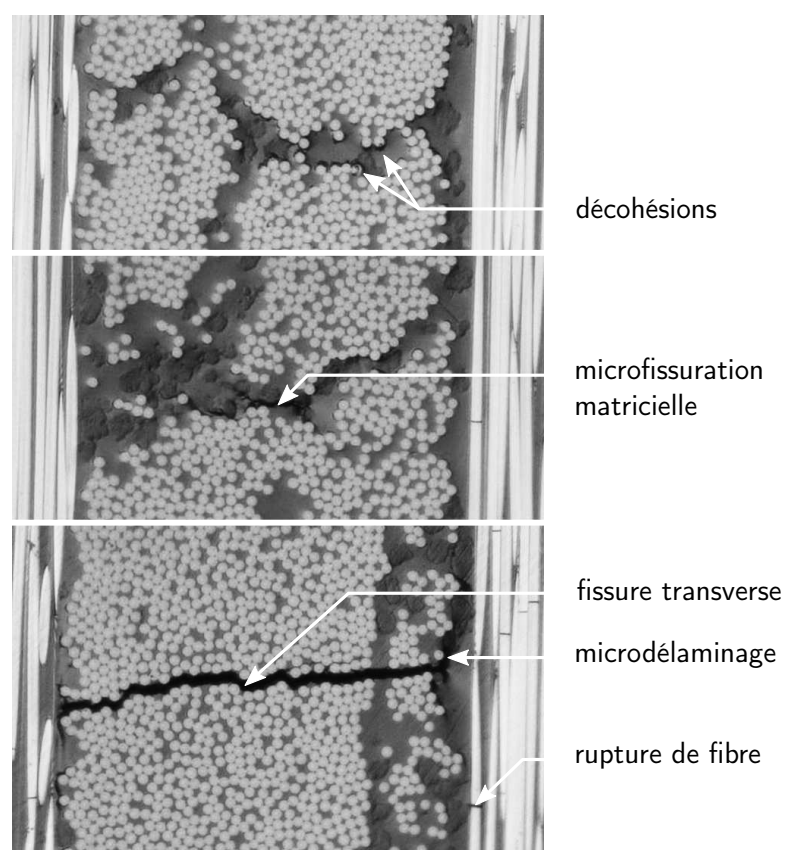 décohésions
microfissuration
matricielle
fissure transverse
microdélaminage
rupture de fibre